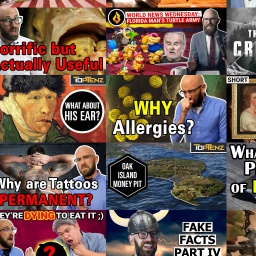 orrific but
ctually Useful
WORLD NEWS WEDNESDAY
FLORIDA MAN'S TURTLE ARMY
CR
WHAT ABOUT
HIS EAR?
TOPTENZ
WHY
Allergies?
TOPTENZ
SHORT
Why are Tattoos
PERMANENT?
OAK
ISLAND
MONEY PIT
WHA
P
OF
EY'RE DYING TO EAT IT ;)
?
FAKE
FACTS
PART IV